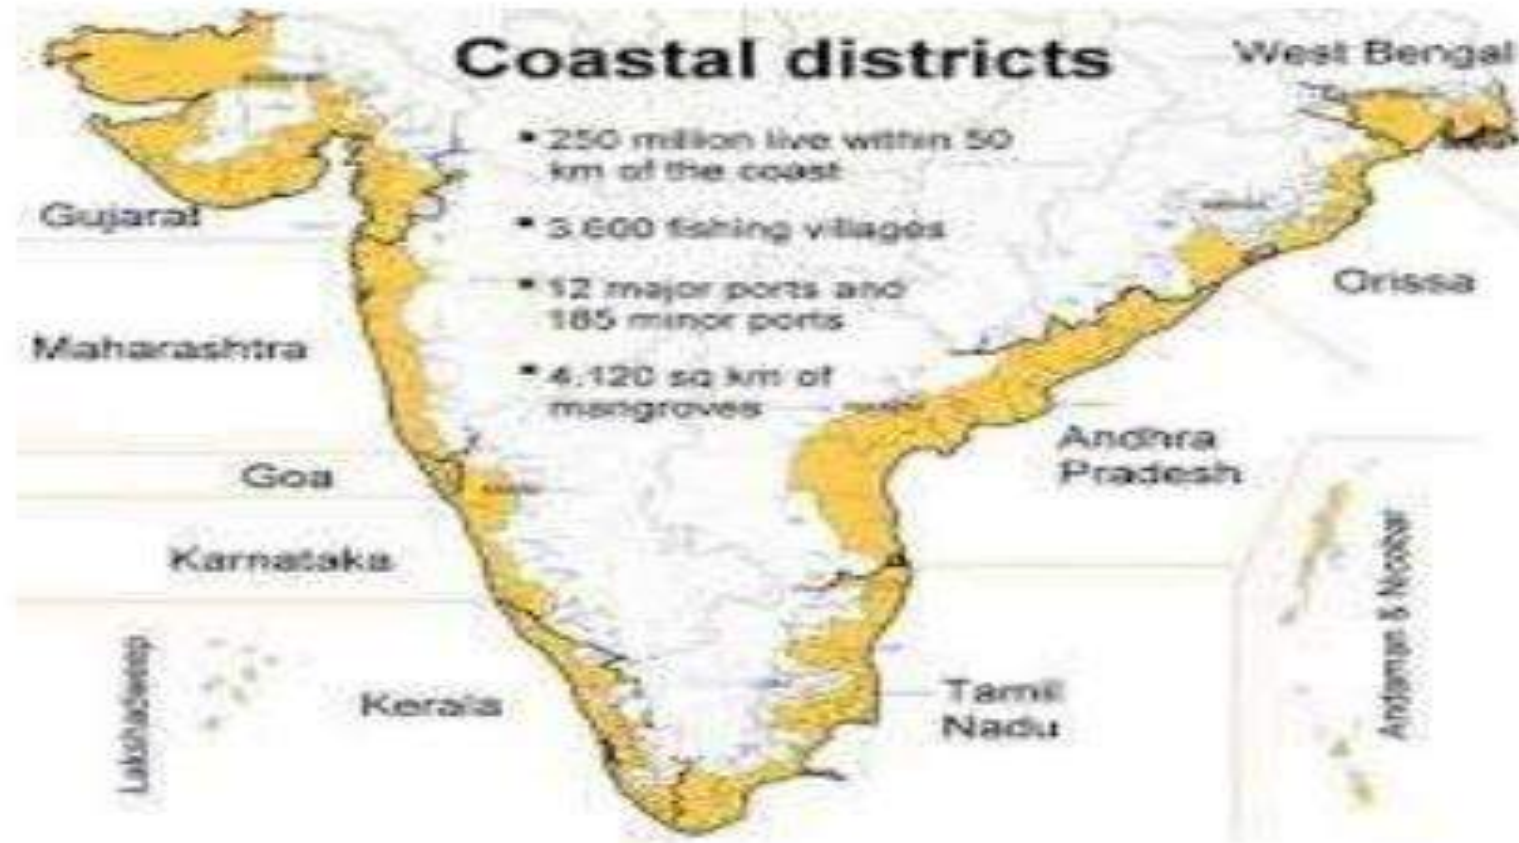 Coastal districts
West Bengal
• 250 million live within 50
km of the coast
Gujarat
• 3.600 fishing villages
Orissa
• 12 major ports and
185 minor ports
Maharashtra
• 4.120 sq km of
mangroves
Andhra
Pradesh
Goa
Karnataka
Andaman & Nicobar
Lakshadweep
Kerala
Tamil
Nadu